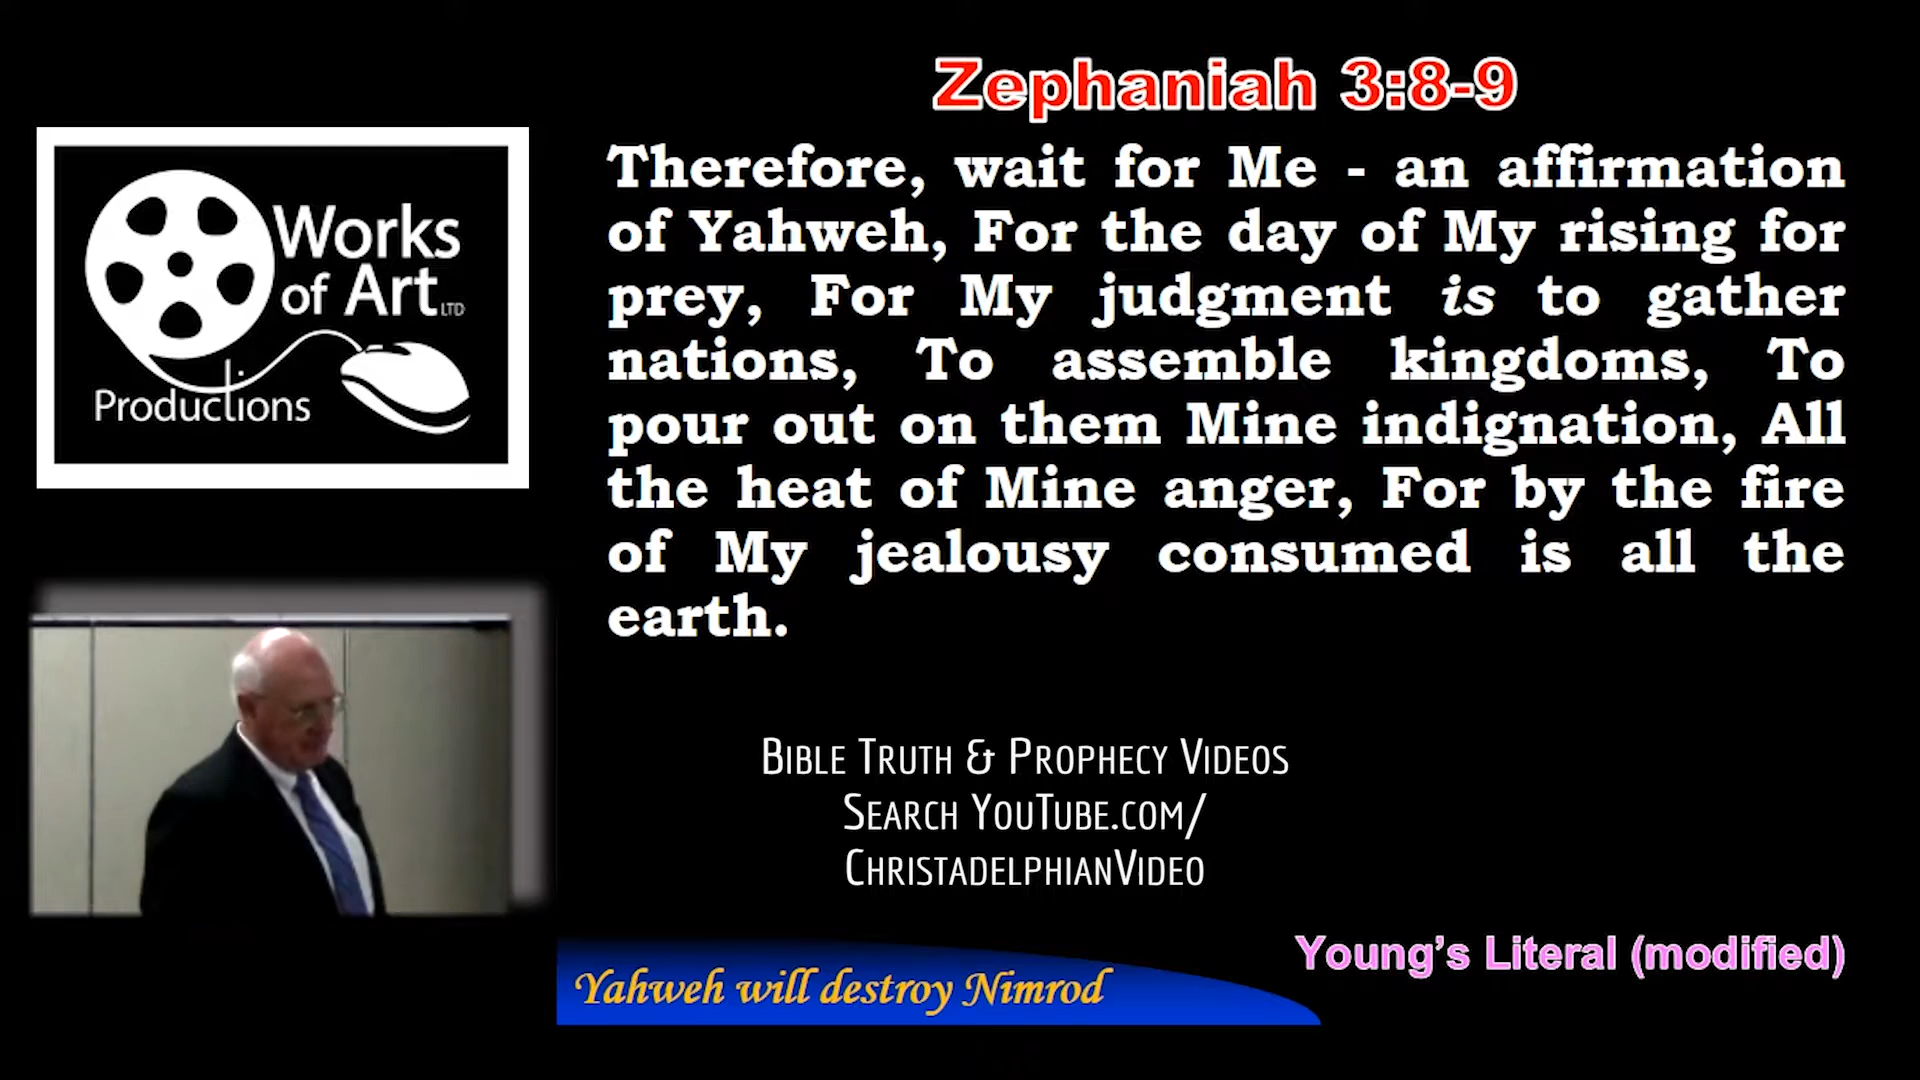 Works
of Art LTD
Productions
Zephaniah 3:8-9
Therefore, wait for Me - an affirmation
of Yahweh, For the day of My rising for
prey, For My judgment is to gather
nations, To assemble kingdoms, To
pour out on them Mine indignation, All
the heat of Mine anger, For by the fire
of My jealousy consumed is all the
earth.
BIBLE TRUTH & PROPHECY VIDEOS
SEARCH YOUTUBE.COM/
CHRISTADELPHIANVIDEO
Young's Literal (modified)
Yahweh will destroy Nimrod